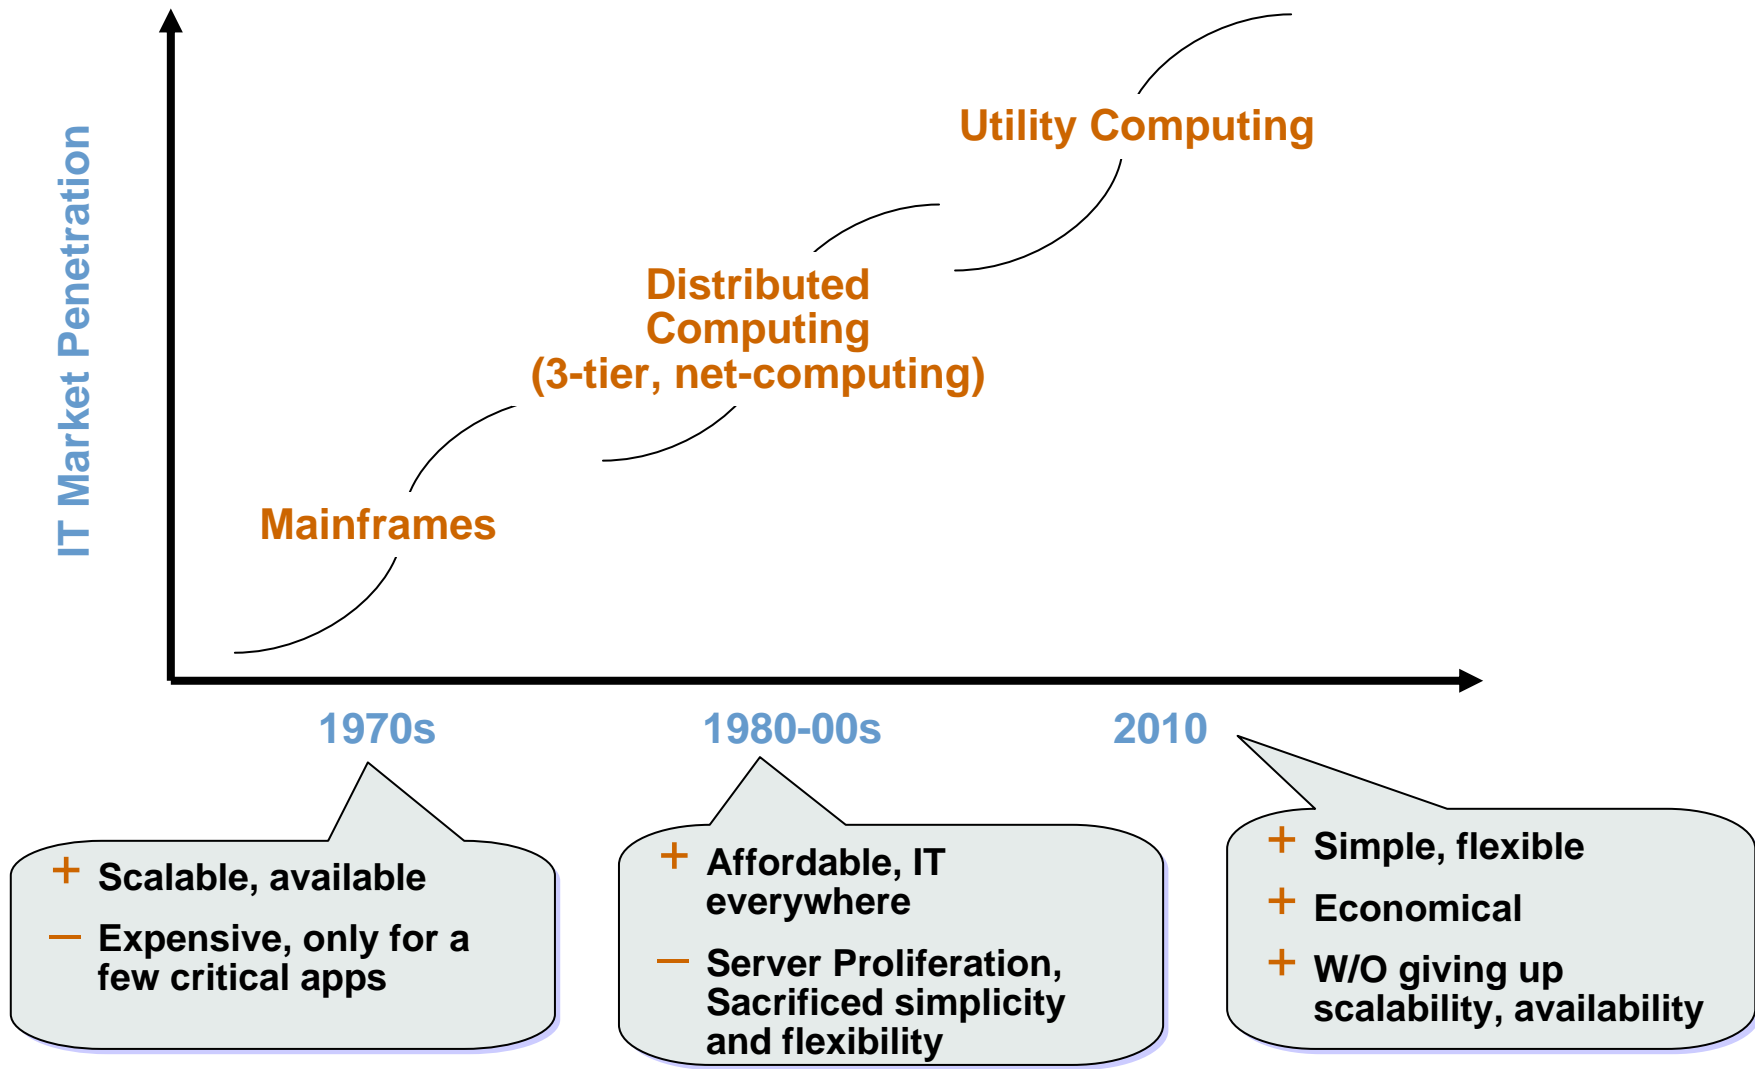 IT Market Penetration
Utility Computing
Distributed
Computing
(3-tier, net-computing)
Mainframes
1970s
1980-00s
2010
+ Scalable, available
– Expensive, only for a
few critical apps
+ Affordable, IT
everywhere
– Server Proliferation,
Sacrificed simplicity
and flexibility
+ Simple, flexible
+ Economical
+ W/O giving up
scalability, availability